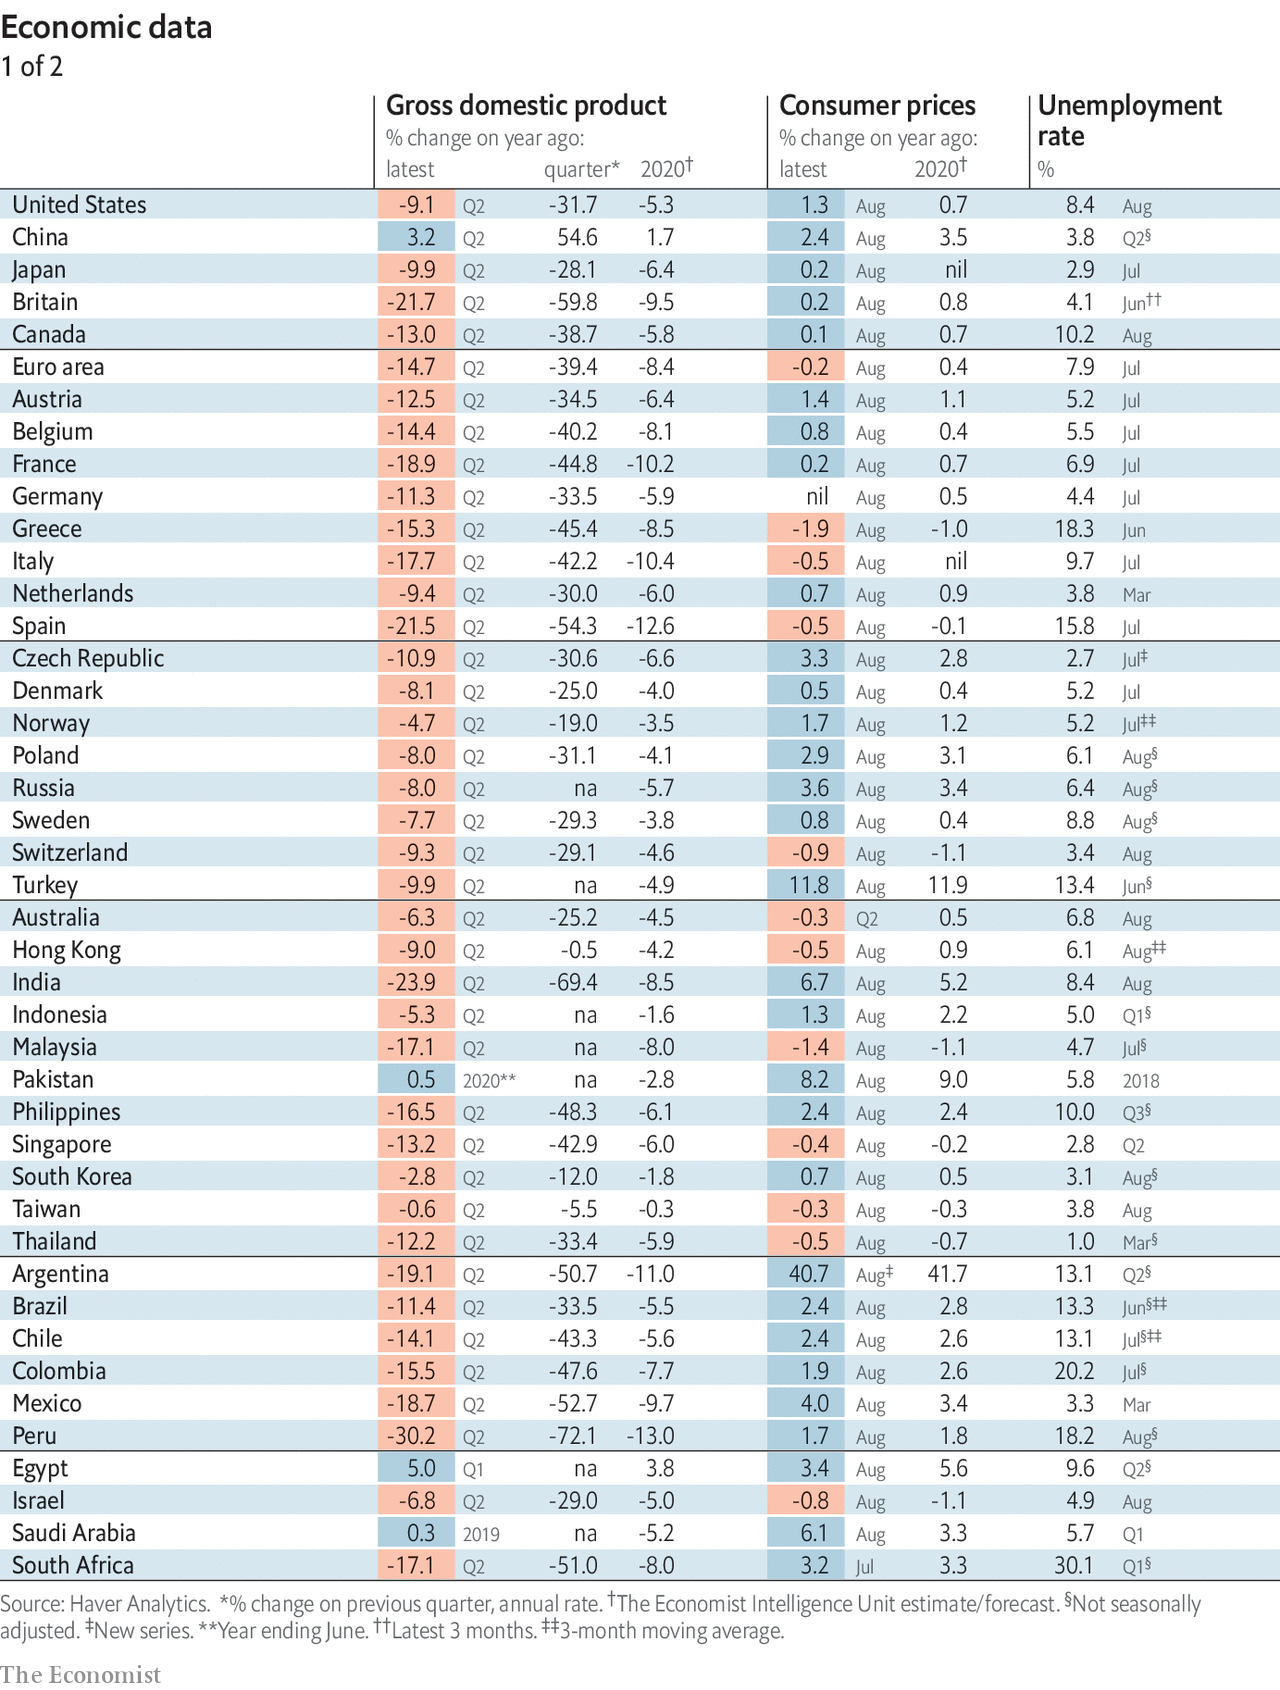 Economic data
1 of 2
Gross domestic product Consumer prices Unemployment
% change on year ago: % change on year ago: rate
latest quarter* 2020† latest 2020† %
United States -9.1 Q2 -31.7 -5.3 1.3 Aug 0.7 8.4 Aug
China 3.2 Q2 54.6 1.7 2.4 Aug 3.5 3.8 Q2§
Japan -9.9 Q2 -28.1 -6.4 0.2 Aug nil 2.9 Jul
Britain -21.7 Q2 -59.8 -9.5 0.2 Aug 0.8 4.1 Jun††
Canada -13.0 Q2 -38.7 -5.8 0.1 Aug 0.7 10.2 Aug
Euro area -14.7 Q2 -39.4 -8.4 -0.2 Aug 0.4 7.9 Jul
Austria -12.5 Q2 -34.5 -6.4 1.4 Aug 1.1 5.2 Jul
Belgium -14.4 Q2 -40.2 -8.1 0.8 Aug 0.4 5.5 Jul
France -18.9 Q2 -44.8 -10.2 0.2 Aug 0.7 6.9 Jul
Germany -11.3 Q2 -33.5 -5.9 nil Aug 0.5 4.4 Jul
Greece -15.3 Q2 -45.4 -8.5 -1.9 Aug -1.0 18.3 Jun
Italy -17.7 Q2 -42.2 -10.4 -0.5 Aug nil 9.7 Jul
Netherlands -9.4 Q2 -30.0 -6.0 0.7 Aug 0.9 3.8 Mar
Spain -21.5 Q2 -54.3 -12.6 -0.5 Aug -0.1 15.8 Jul
Czech Republic -10.9 Q2 -30.6 -6.6 3.3 Aug 2.8 2.7 Jul‡
Denmark -8.1 Q2 -25.0 -4.0 0.5 Aug 0.4 5.2 Jul
Norway -4.7 Q2 -19.0 -3.5 1.7 Aug 1.2 5.2 Jul‡‡
Poland -8.0 Q2 -31.1 -4.1 2.9 Aug 3.1 6.1 Aug§
Russia -8.0 Q2 na -5.7 3.6 Aug 3.4 6.4 Aug§
Sweden -7.7 Q2 -29.3 -3.8 0.8 Aug 0.4 8.8 Aug§
Switzerland -9.3 Q2 -29.1 -4.6 -0.9 Aug -1.1 3.4 Aug
Turkey -9.9 Q2 na -4.9 11.8 Aug 11.9 13.4 Jun§
Australia -6.3 Q2 -25.2 -4.5 -0.3 Q2 0.5 6.8 Aug
Hong Kong -9.0 Q2 -0.5 -4.2 -0.5 Aug 0.9 6.1 Aug‡‡
India -23.9 Q2 -69.4 -8.5 6.7 Aug 5.2 8.4 Aug
Indonesia -5.3 Q2 na -1.6 1.3 Aug 2.2 5.0 Q1§
Malaysia -17.1 Q2 na -8.0 -1.4 Aug -1.1 4.7 Jul§
Pakistan 0.5 2020** na -2.8 8.2 Aug 9.0 5.8 2018
Philippines -16.5 Q2 -48.3 -6.1 2.4 Aug 2.4 10.0 Q3§
Singapore -13.2 Q2 -42.9 -6.0 -0.4 Aug -0.2 2.8 Q2
South Korea -2.8 Q2 -12.0 -1.8 0.7 Aug 0.5 3.1 Aug§
Taiwan -0.6 Q2 -5.5 -0.3 -0.3 Aug -0.3 3.8 Aug
Thailand -12.2 Q2 -33.4 -5.9 -0.5 Aug -0.7 1.0 Mar§
Argentina -19.1 Q2 -50.7 -11.0 40.7 Aug‡ 41.7 13.1 Q2§
Brazil -11.4 Q2 -33.5 -5.5 2.4 Aug 2.8 13.3 Jun§‡‡
Chile -14.1 Q2 -43.3 -5.6 2.4 Aug 2.6 13.1 Jul§‡‡
Colombia -15.5 Q2 -47.6 -7.7 1.9 Aug 2.6 20.2 Jul§
Mexico -18.7 Q2 -52.7 -9.7 4.0 Aug 3.4 3.3 Mar
Peru -30.2 Q2 -72.1 -13.0 1.7 Aug 1.8 18.2 Aug§
Egypt 5.0 Q1 na 3.8 3.4 Aug 5.6 9.6 Q2§
Israel -6.8 Q2 -29.0 -5.0 -0.8 Aug -1.1 4.9 Aug
Saudi Arabia 0.3 2019 na -5.2 6.1 Aug 3.3 5.7 Q1
South Africa -17.1 Q2 -51.0 -8.0 3.2 Jul 3.3 30.1 Q1§
Source: Haver Analytics. *% change on previous quarter, annual rate. †The Economist Intelligence Unit estimate/forecast. §Not seasonally
adjusted. ‡New series. **Year ending June. ††Latest 3 months. ‡‡3-month moving average.
The Economist